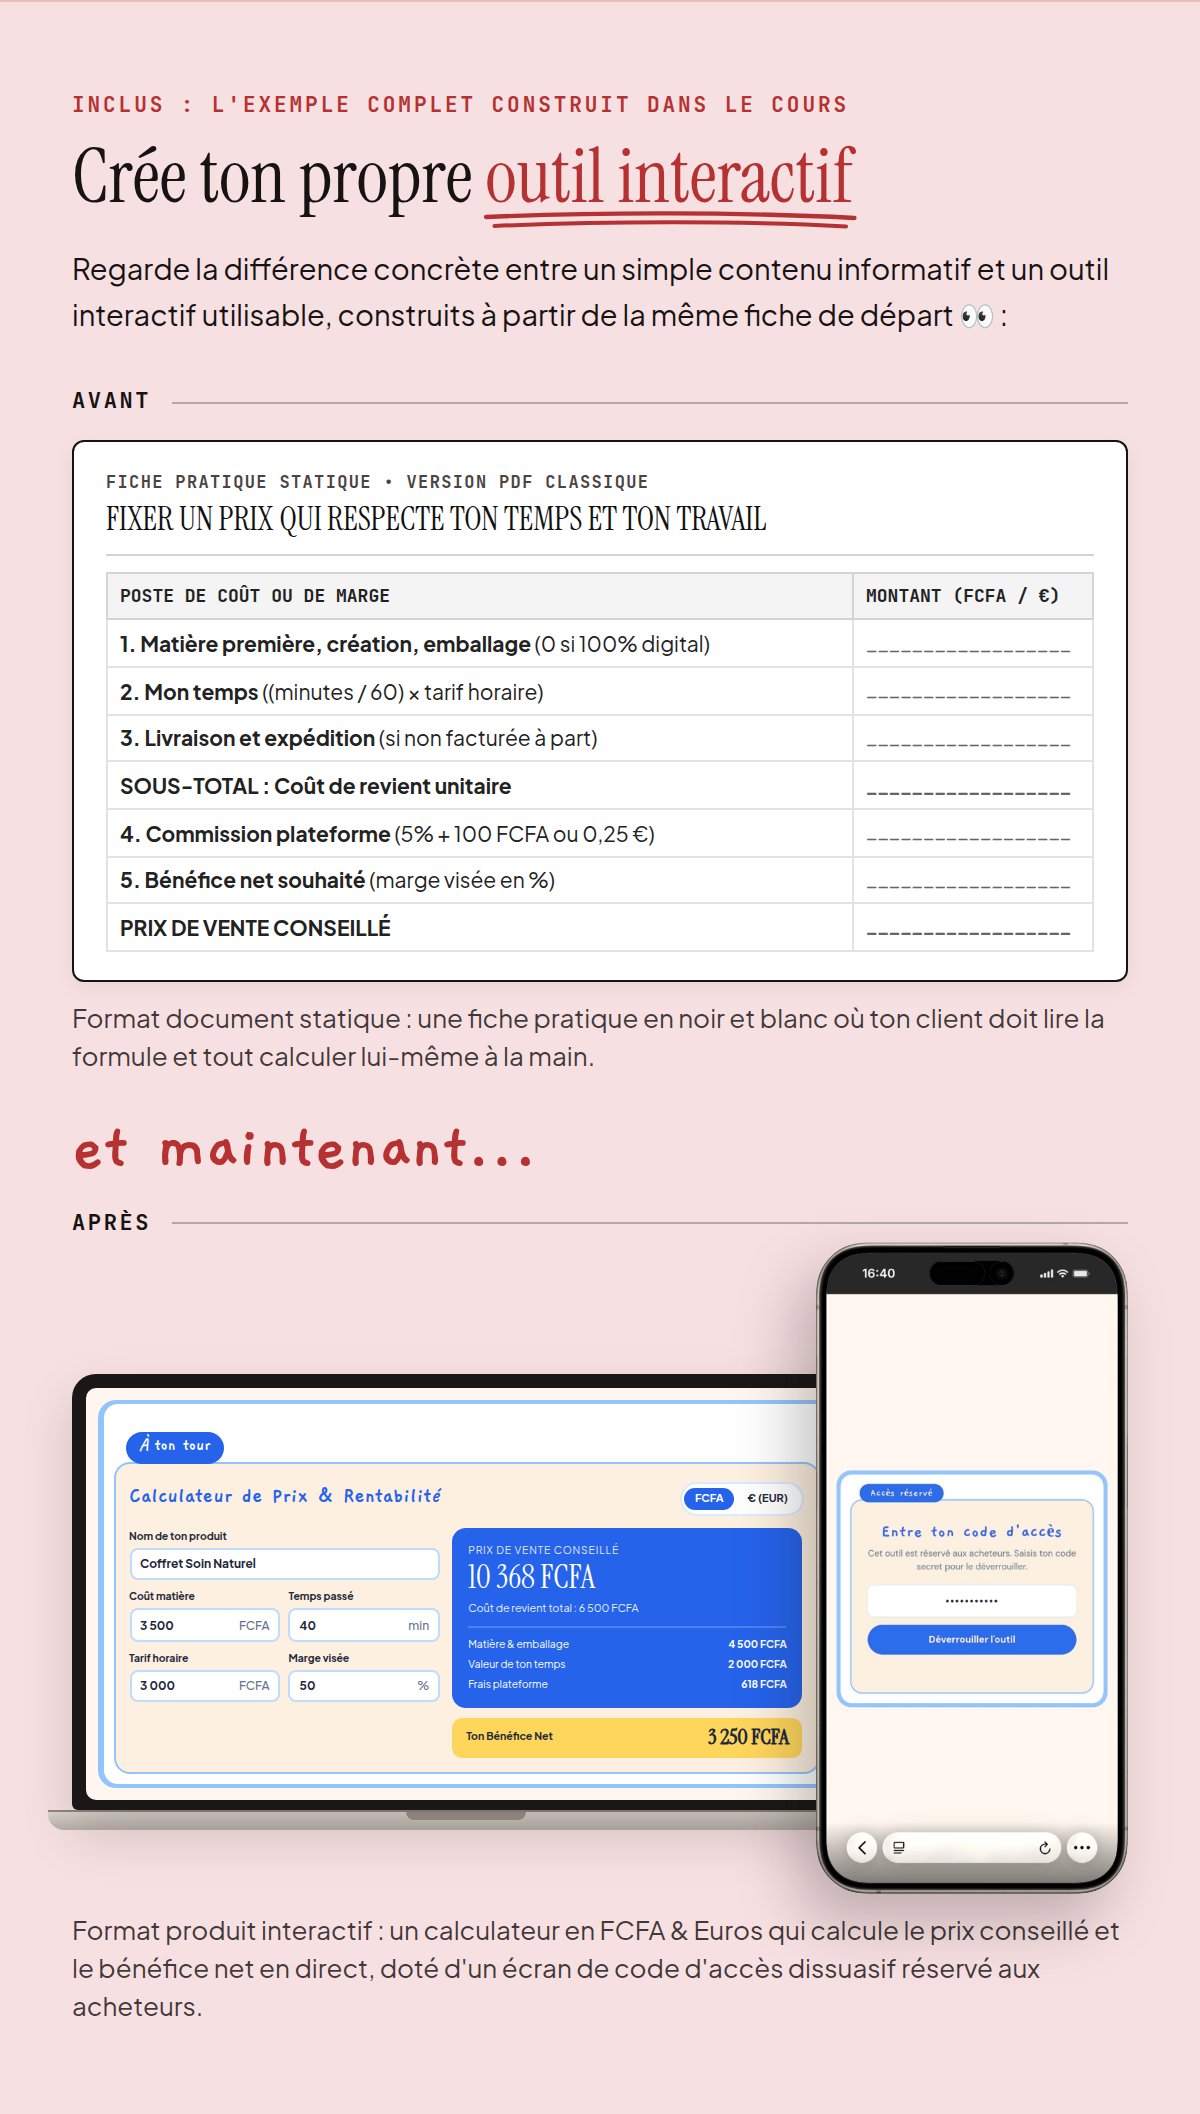 INCLUS : L'EXEMPLE COMPLET CONSTRUIT DANS LE COURS
Crée ton propre outil interactif
Regarde la différence concrète entre un simple contenu informatif et un outil
interactif utilisable, construits à partir de la même fiche de départ 👀 :
AVANT
FICHE PRATIQUE STATIQUE • VERSION PDF CLASSIQUE
FIXER UN PRIX QUI RESPECTE TON TEMPS ET TON TRAVAIL
POSTE DE COÛT OU DE MARGE MONTANT (FCFA / €)
1. Matière première, création, emballage (0 si 100% digital) __________________
2. Mon temps ((minutes / 60) × tarif horaire) __________________
3. Livraison et expédition (si non facturée à part) __________________
SOUS-TOTAL : Coût de revient unitaire __________________
4. Commission plateforme (5% + 100 FCFA ou 0,25 €) __________________
5. Bénéfice net souhaité (marge visée en %) __________________
PRIX DE VENTE CONSEILLÉ __________________
Format document statique : une fiche pratique en noir et blanc où ton client doit lire la
formule et tout calculer lui-même à la main.
et maintenant...
APRÈS
À ton tour
Calculateur de Prix & Rentabilité
FCFA € (EUR)
Nom de ton produit
Coffret Soin Naturel
Coût matière Temps passé
3 500 FCFA 40 min
Tarif horaire Marge visée
3 000 FCFA 50 %
PRIX DE VENTE CONSEILLÉ
10 368 FCFA
Coût de revient total : 6 500 FCFA
Matière & emballage 4 500 FCFA
Valeur de ton temps 2 000 FCFA
Frais plateforme 618 FCFA
Ton Bénéfice Net 3 250 FCFA
16:40
Accès réservé
Entre ton code d'accès
Cet outil est réservé aux acheteurs. Saisis ton code
secret pour le déverrouiller.
•••••••••••
Déverrouiller l'outil
Format produit interactif : un calculateur en FCFA & Euros qui calcule le prix conseillé et
le bénéfice net en direct, doté d'un écran de code d'accès dissuasif réservé aux
acheteurs.